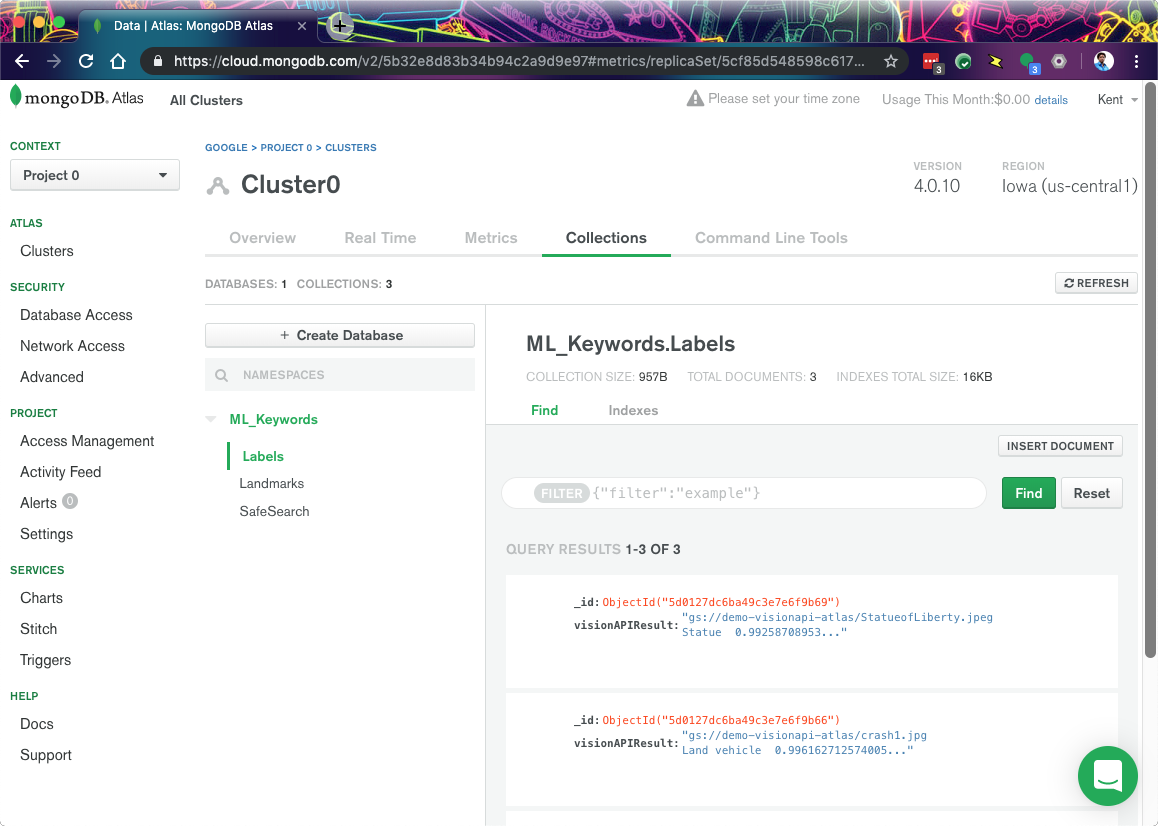 Data | Atlas: MongoDB Atlas
https://cloud.mongodb.com/v2/5b32e8d83b34b94c2a9d9e97#metrics/replicaSet/5cf85d548598c617...
3
3
mongoDB. Atlas
All Clusters
Please set your time zone
Usage This Month:$0.00 details
Kent
CONTEXT
Project 0
ATLAS
Clusters
SECURITY
Database Access
Network Access
Advanced
PROJECT
Access Management
Activity Feed
Alerts 0
Settings
SERVICES
Charts
Stitch
Triggers
HELP
Docs
Support
GOOGLE > PROJECT 0 > CLUSTERS
Cluster0
VERSION
4.0.10
REGION
Iowa (us-central1)
Overview
Real Time
Metrics
Collections
Command Line Tools
DATABASES: 1 COLLECTIONS: 3
REFRESH
+ Create Database
NAMESPACES
ML_Keywords
Labels
Landmarks
SafeSearch
ML_Keywords.Labels
COLLECTION SIZE: 957B TOTAL DOCUMENTS: 3 INDEXES TOTAL SIZE: 16KB
Find
Indexes
INSERT DOCUMENT
FILTER {"filter":"example"}
Find
Reset
QUERY RESULTS 1-3 OF 3
_id: ObjectId("5d0127dc6ba49c3e7e6f9b69")
visionAPIResult: "gs://demo-visionapi-atlas/StatueofLiberty.jpeg
Statue 0.99258708953..."
_id: ObjectId("5d0127dc6ba49c3e7e6f9b66")
visionAPIResult: "gs://demo-visionapi-atlas/crash1.jpg
Land vehicle 0.996162712574005..."